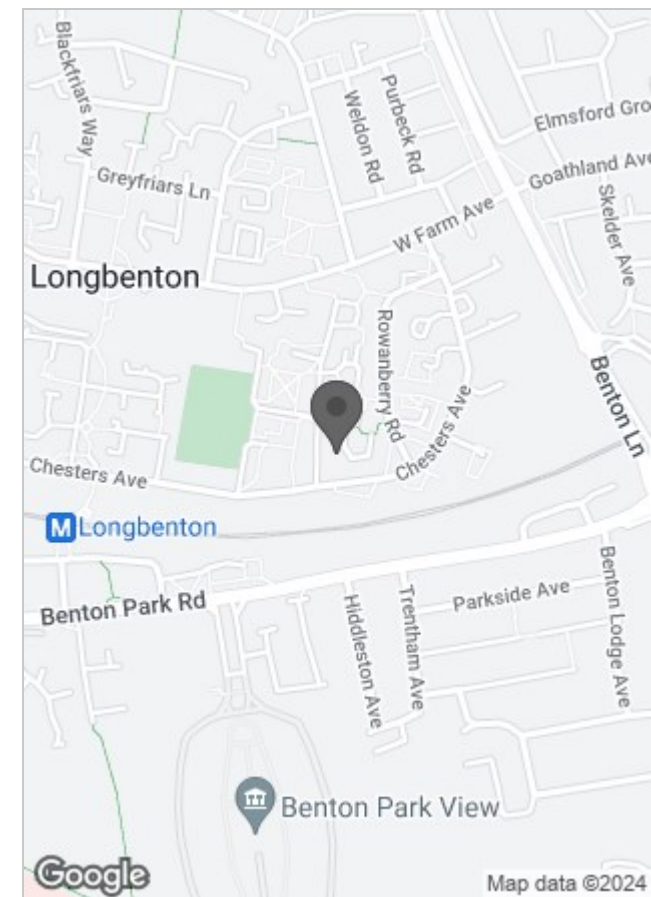 Blackfriars Way
Purbeck Rd
Weldon Rd
Elmsford Gro
Greyfriars Ln
Goathland Ave
Skelder Ave
W Farm Ave
Longbenton
Rowanberry Rd
Benton Ln
Chesters Ave
Chesters Ave
M Longbenton
Benton Park Rd
Parkside Ave
Hiddleston Ave
Trentham Ave
Benton Lodge Ave
Benton Park View
Google
Map data ©2024